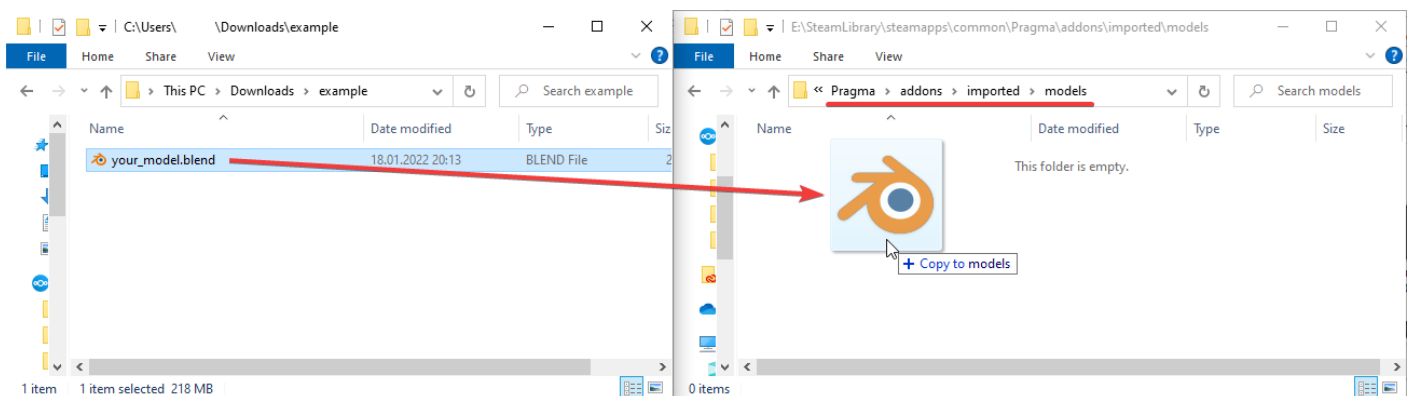 C:\Users\ \Downloads\example
File Home Share View
This PC > Downloads > example
Search example
Name Date modified Type Siz
your_model.blend 18.01.2022 20:13 BLEND File 2
1 item 1 item selected 218 MB
E:\SteamLibrary\steamapps\common\Pragma\addons\imported\models
File Home Share View
« Pragma > addons > imported > models
Search models
Name Date modified Type Size
This folder is empty.
+ Copy to models
0 items